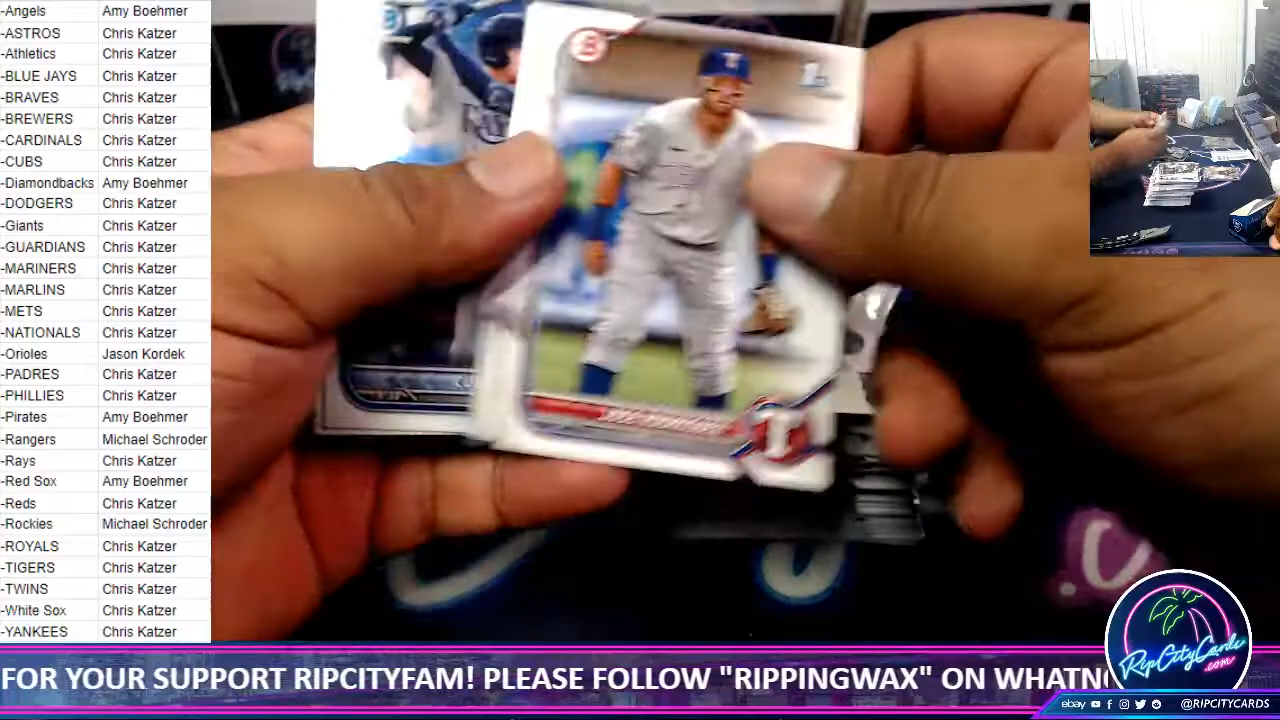 -Angels Amy Boehmer
-ASTROS Chris Katzer
-Athletics Chris Katzer
-BLUE JAYS Chris Katzer
-BRAVES Chris Katzer
-BREWERS Chris Katzer
-CARDINALS Chris Katzer
-CUBS Chris Katzer
-Diamondbacks Amy Boehmer
-DODGERS Chris Katzer
-Giants Chris Katzer
-GUARDIANS Chris Katzer
-MARINERS Chris Katzer
-MARLINS Chris Katzer
-METS Chris Katzer
-NATIONALS Chris Katzer
-Orioles Jason Kordek
-PADRES Chris Katzer
-PHILLIES Chris Katzer
-Pirates Amy Boehmer
-Rangers Michael Schroder
-Rays Chris Katzer
-Red Sox Amy Boehmer
-Reds Chris Katzer
-Rockies Michael Schroder
-ROYALS Chris Katzer
-TIGERS Chris Katzer
-TWINS Chris Katzer
-White Sox Chris Katzer
-YANKEES Chris Katzer
B
T
T
RipCityCards
.com
FOR YOUR SUPPORT RIPCITYFAM! PLEASE FOLLOW "RIPPINGWAX" ON WHATN
ebay @RIPCITYCARDS